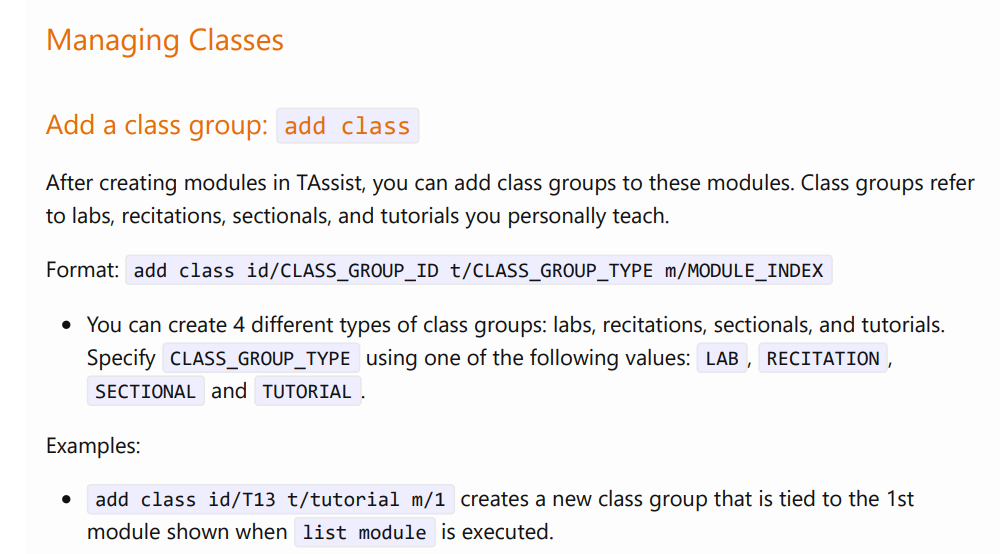 Managing Classes
Add a class group: add class
After creating modules in TAssist, you can add class groups to these modules. Class groups refer
to labs, recitations, sectionals, and tutorials you personally teach.
Format: add class id/CLASS_GROUP_ID t/CLASS_GROUP_TYPE m/MODULE_INDEX
• You can create 4 different types of class groups: labs, recitations, sectionals, and tutorials.
Specify CLASS_GROUP_TYPE using one of the following values: LAB, RECITATION,
SECTIONAL and TUTORIAL.
Examples:
• add class id/T13 t/tutorial m/1 creates a new class group that is tied to the 1st
module shown when list module is executed.